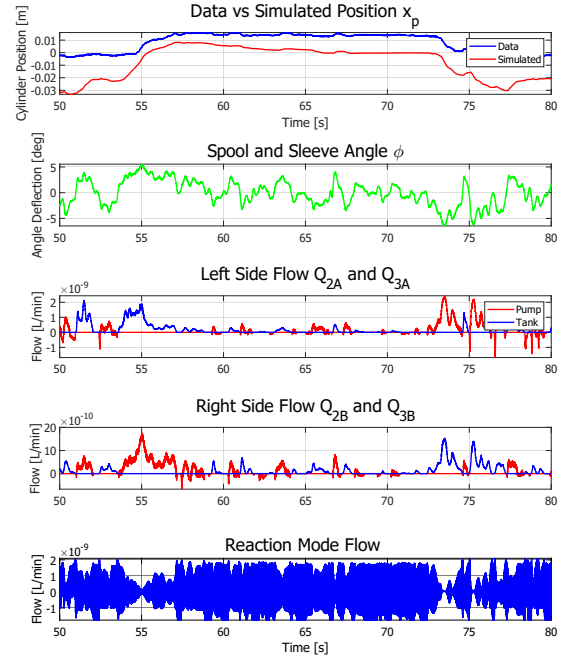 Data vs Simulated Position x_p
Cylinder Position [m]
0.01
0
-0.01
-0.02
-0.03
Data
Simulated
50 55 60 65 70 75 80
Time [s]
Spool and Sleeve Angle ϕ
Angle Deflection [deg]
5
0
-5
50 55 60 65 70 75 80
Left Side Flow Q_2A and Q_3A
×10^-9
Flow [L/min]
2
1
0
-1
Pump
Tank
50 55 60 65 70 75 80
Right Side Flow Q_2B and Q_3B
×10^-10
Flow [L/min]
20
10
0
50 55 60 65 70 75 80
Reaction Mode Flow
×10^-9
Flow [L/min]
2
1
0
-1
50 55 60 65 70 75 80
Time [s]